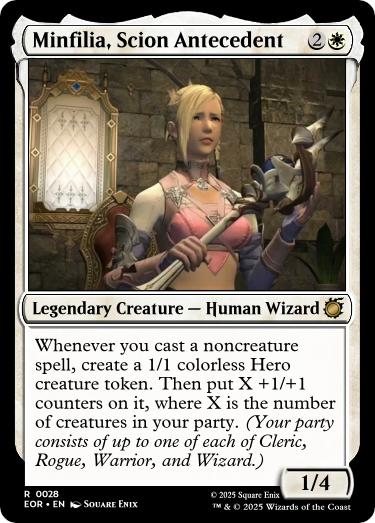 Minfilia, Scion Antecedent 2
Legendary Creature — Human Wizard
Whenever you cast a noncreature
spell, create a 1/1 colorless Hero
creature token. Then put X +1/+1
counters on it, where X is the number
of creatures in your party. (Your party
consists of up to one of each of Cleric,
Rogue, Warrior, and Wizard.)
1/4
R 0028
EOR • EN SQUARE ENIX
© 2025 Square Enix
™ & © 2025 Wizards of the Coast